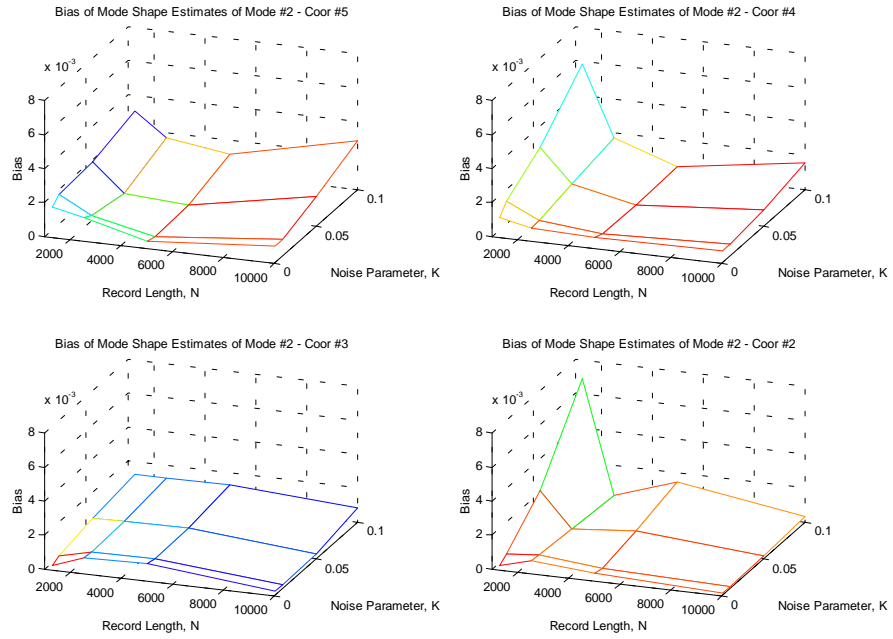 Bias of Mode Shape Estimates of Mode #2 - Coor #5
x 10-3
8
6
4
2
0
Bias
2000
4000
6000
8000
10000
Record Length, N
0
0.05
0.1
Noise Parameter, K
Bias of Mode Shape Estimates of Mode #2 - Coor #4
x 10-3
8
6
4
2
0
Bias
2000
4000
6000
8000
10000
Record Length, N
0
0.05
0.1
Noise Parameter, K
Bias of Mode Shape Estimates of Mode #2 - Coor #3
x 10-3
8
6
4
2
0
Bias
2000
4000
6000
8000
10000
Record Length, N
0
0.05
0.1
Noise Parameter, K
Bias of Mode Shape Estimates of Mode #2 - Coor #2
x 10-3
8
6
4
2
0
Bias
2000
4000
6000
8000
10000
Record Length, N
0
0.05
0.1
Noise Parameter, K